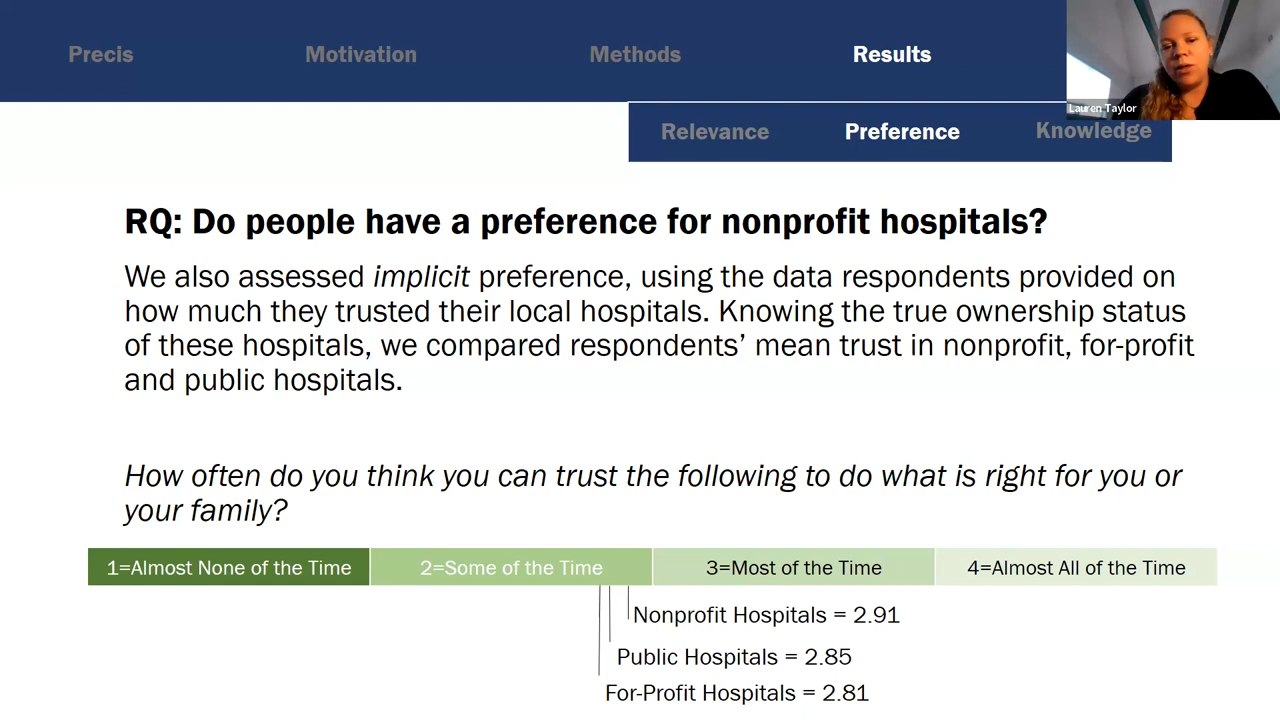 Precis
Motivation
Methods
Results
Lauren Taylor
Relevance
Preference
Knowledge
RQ: Do people have a preference for nonprofit hospitals?
We also assessed implicit preference, using the data respondents provided on
how much they trusted their local hospitals. Knowing the true ownership status
of these hospitals, we compared respondents’ mean trust in nonprofit, for-profit
and public hospitals.
How often do you think you can trust the following to do what is right for you or
your family?
1=Almost None of the Time
2=Some of the Time
3=Most of the Time
4=Almost All of the Time
Nonprofit Hospitals = 2.91
Public Hospitals = 2.85
For-Profit Hospitals = 2.81